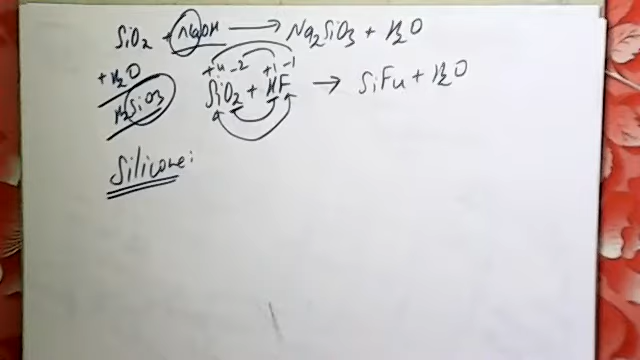 SiO2 + NaOH → Na2SiO3 + H2O
+ H2O
H2SiO3
+4 -2 +1 -1
SiO2 + HF → SiF4 + H2O
Silicone: